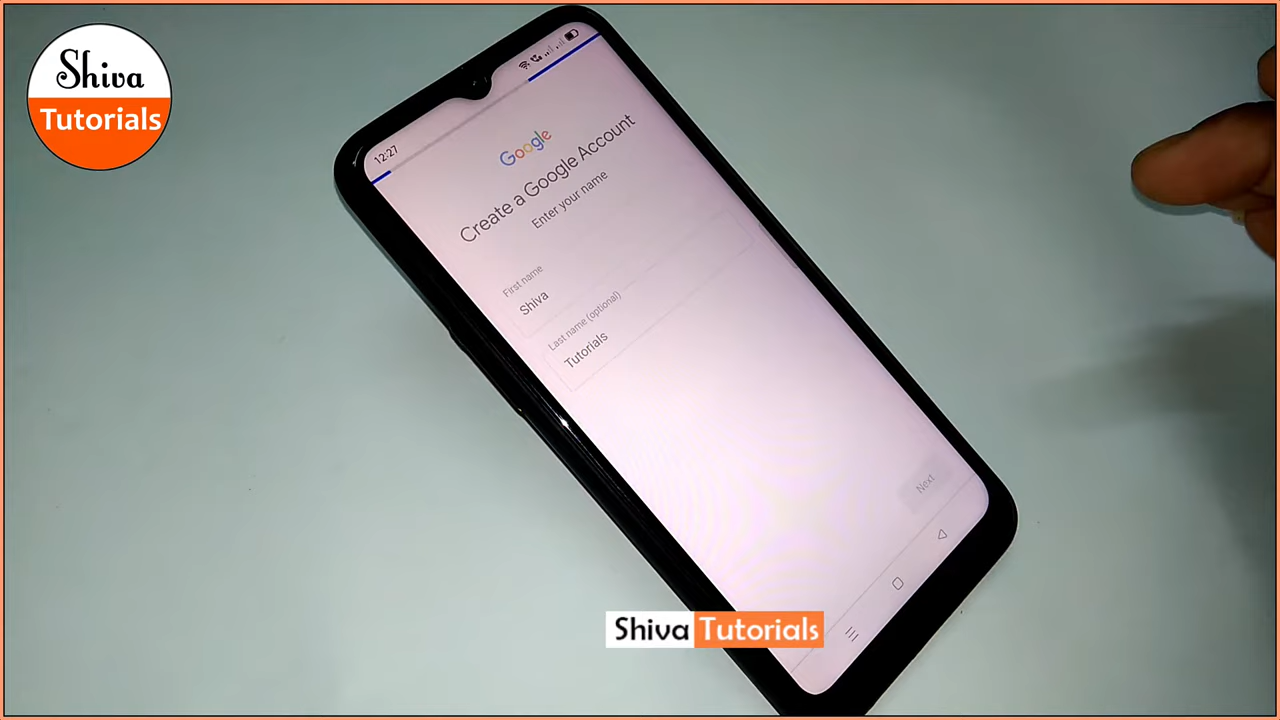 Shiva
Tutorials
12:27
Google
Create a Google Account
Enter your name
First name
Shiva
Last name (optional)
Tutorials
Next
Shiva Tutorials